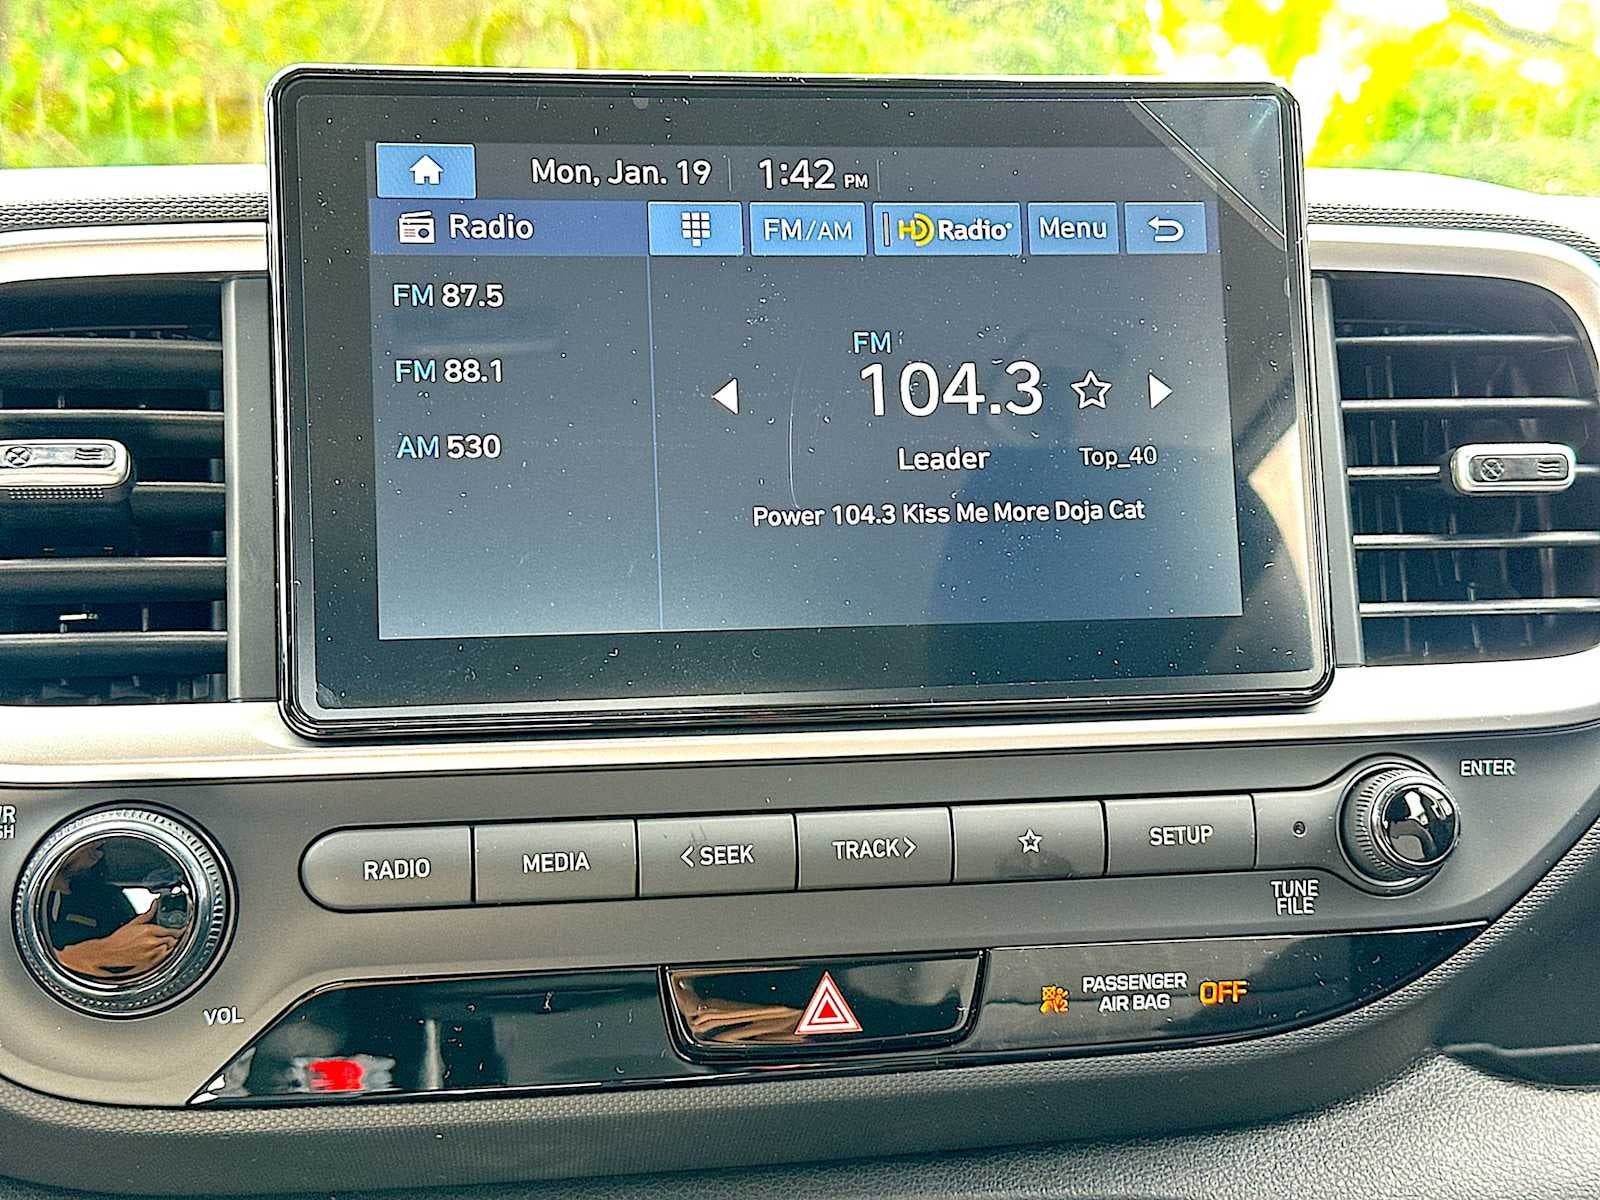 Mon, Jan. 19 1:42 PM
Radio FM/AM HD Radio Menu
FM 87.5
FM 88.1
AM 530
FM
104.3
Leader Top_40
Power 104.3 Kiss Me More Doja Cat
ENTER
RADIO MEDIA <SEEK TRACK> SETUP
TUNE
FILE
VOL
PASSENGER
AIR BAG OFF